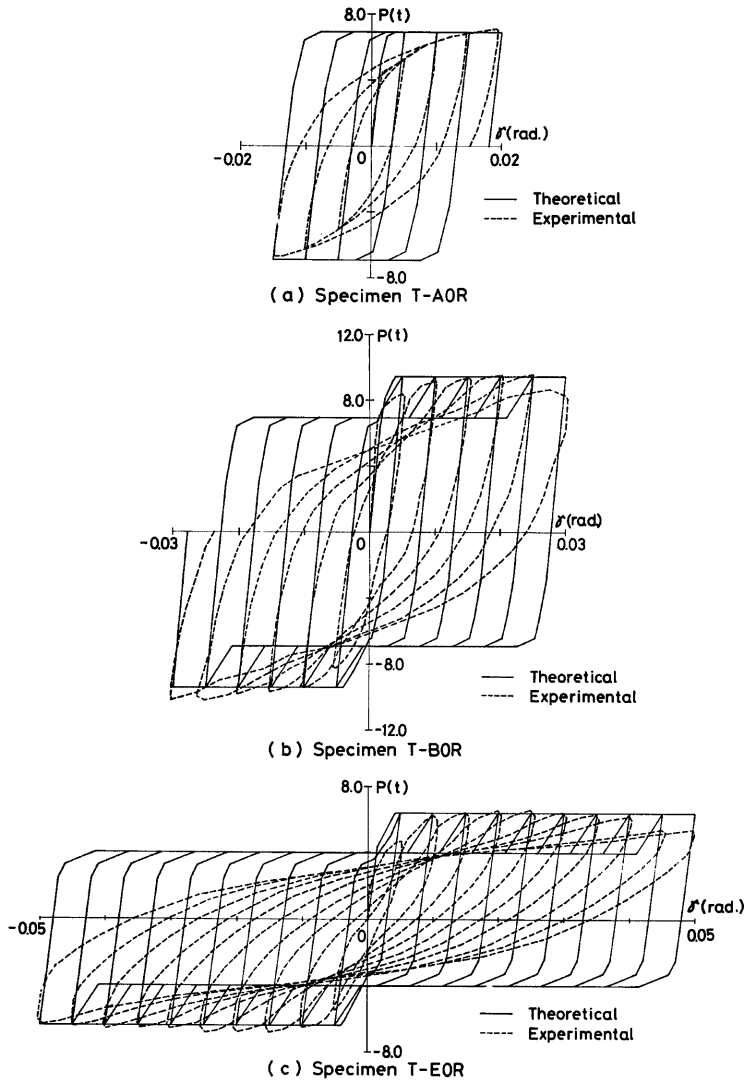 8.0 P(t)
γ(rad.)
-0.02 0 0.02
Theoretical
Experimental
-8.0
(a) Specimen T-A0R
12.0 P(t)
8.0
γ(rad.)
-0.03 0 0.03
-8.0
Theoretical
Experimental
-12.0
(b) Specimen T-B0R
8.0 P(t)
γ(rad.)
-0.05 0 0.05
Theoretical
Experimental
-8.0
(c) Specimen T-E0R